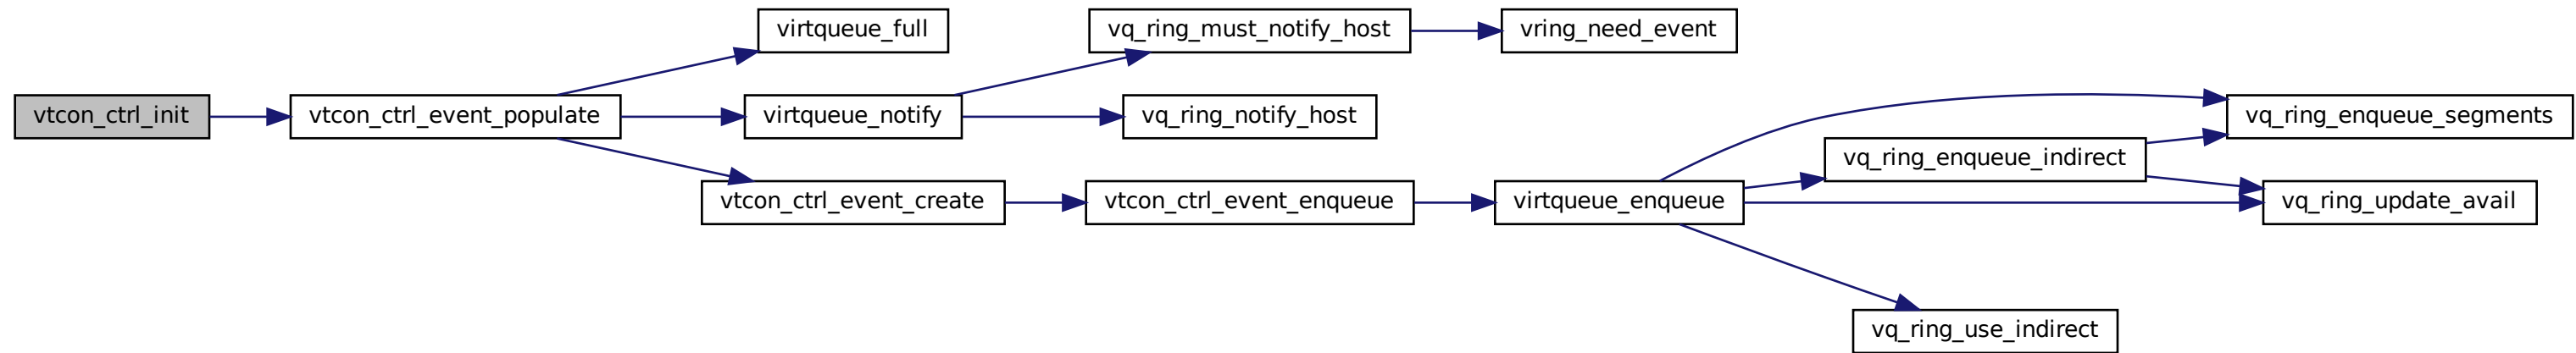 virtqueue_full
vq_ring_must_notify_host
vring_need_event
vtcon_ctrl_init
vtcon_ctrl_event_populate
virtqueue_notify
vq_ring_notify_host
vq_ring_enqueue_segments
vq_ring_enqueue_indirect
vtcon_ctrl_event_create
vtcon_ctrl_event_enqueue
virtqueue_enqueue
vq_ring_update_avail
vq_ring_use_indirect